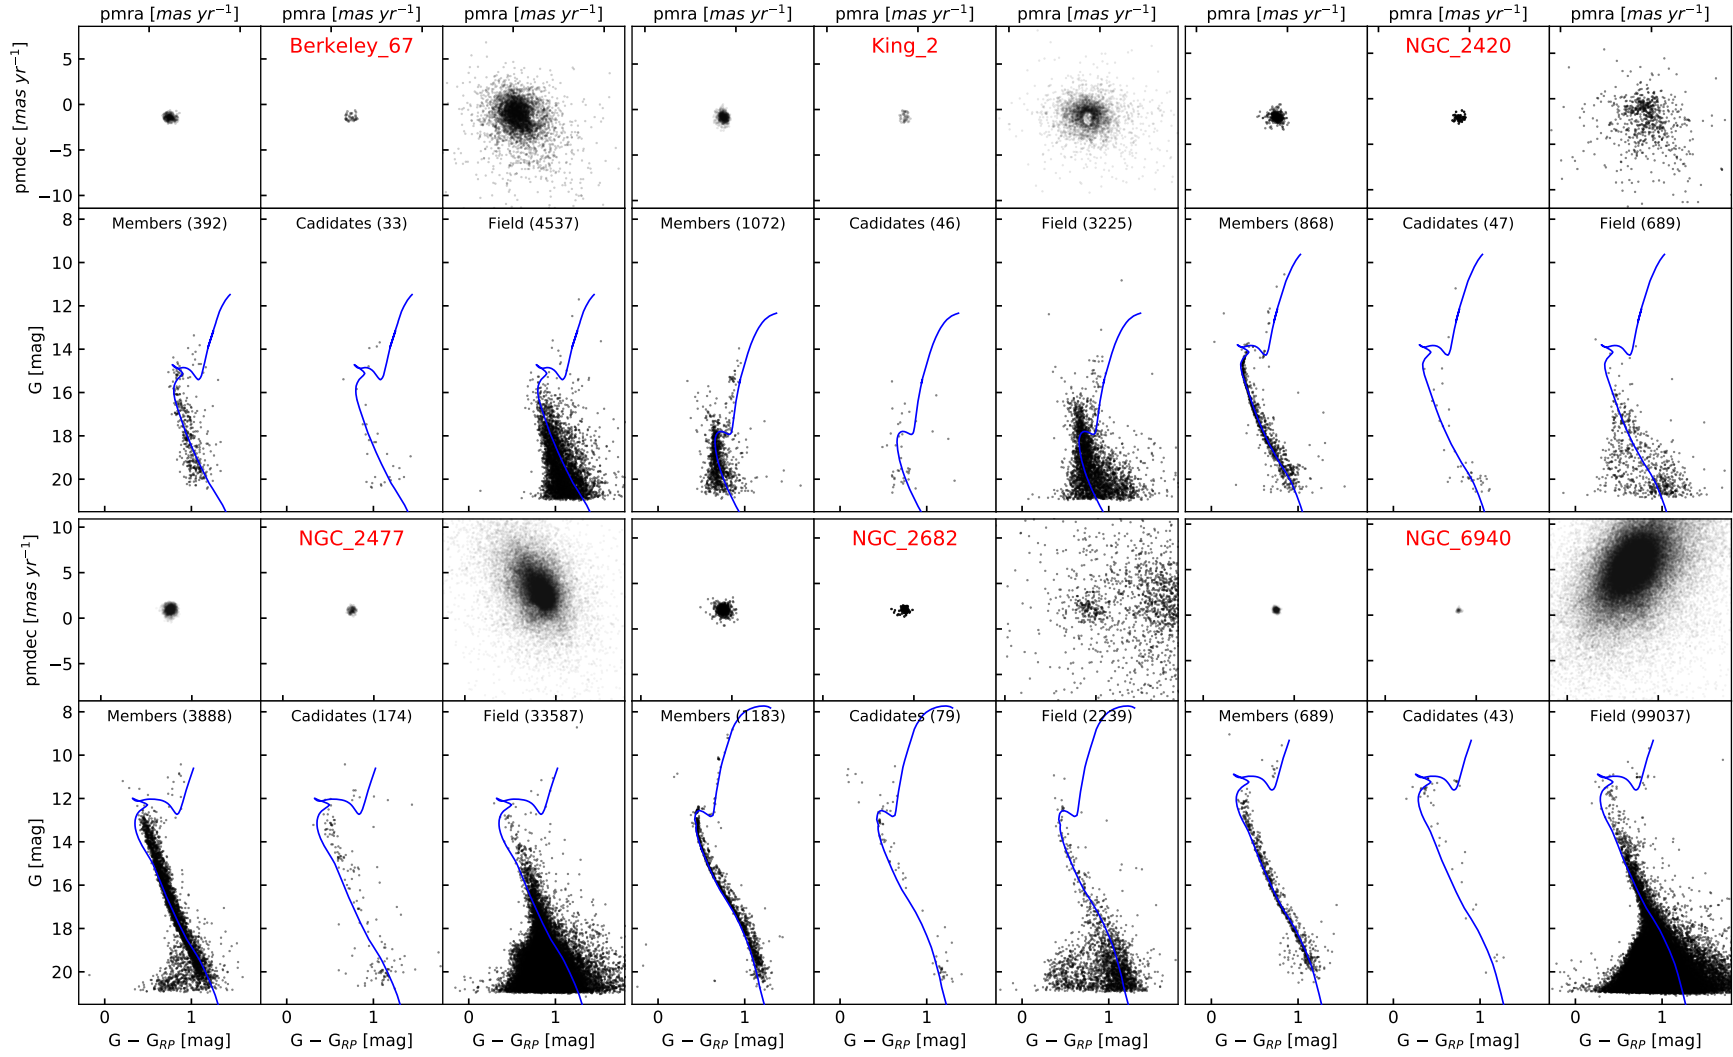 pmra [mas yr⁻¹] pmra [mas yr⁻¹] pmra [mas yr⁻¹] pmra [mas yr⁻¹] pmra [mas yr⁻¹] pmra [mas yr⁻¹] pmra [mas yr⁻¹] pmra [mas yr⁻¹] pmra [mas yr⁻¹]
Berkeley_67 King_2 NGC_2420
pmdec [mas yr⁻¹]
5
0
−5
−10
Members (392) Cadidates (33) Field (4537) Members (1072) Cadidates (46) Field (3225) Members (868) Cadidates (47) Field (689)
G [mag]
8
10
12
14
16
18
20
NGC_2477 NGC_2682 NGC_6940
pmdec [mas yr⁻¹]
10
5
0
−5
Members (3888) Cadidates (174) Field (33587) Members (1183) Cadidates (79) Field (2239) Members (689) Cadidates (43) Field (99037)
G [mag]
8
10
12
14
16
18
20
0 1 0 1 0 1 0 1 0 1 0 1 0 1 0 1 0 1
G − G_RP [mag] G − G_RP [mag] G − G_RP [mag] G − G_RP [mag] G − G_RP [mag] G − G_RP [mag] G − G_RP [mag] G − G_RP [mag] G − G_RP [mag]